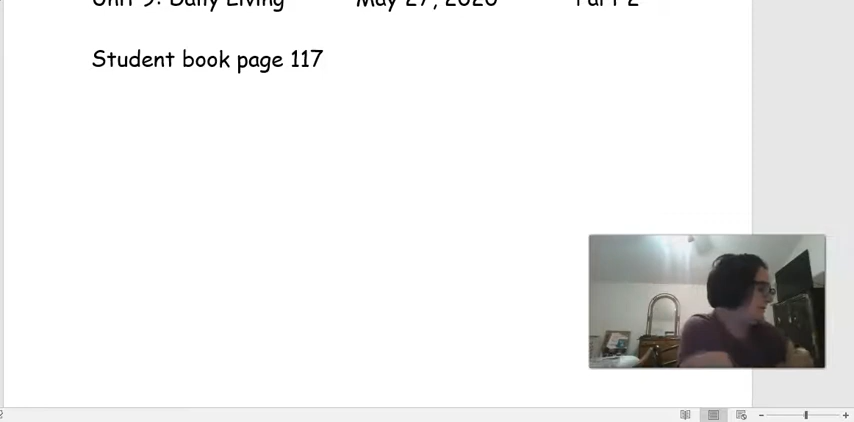 Unit 9: Daily Living May 27, 2020 Part 2
Student book page 117